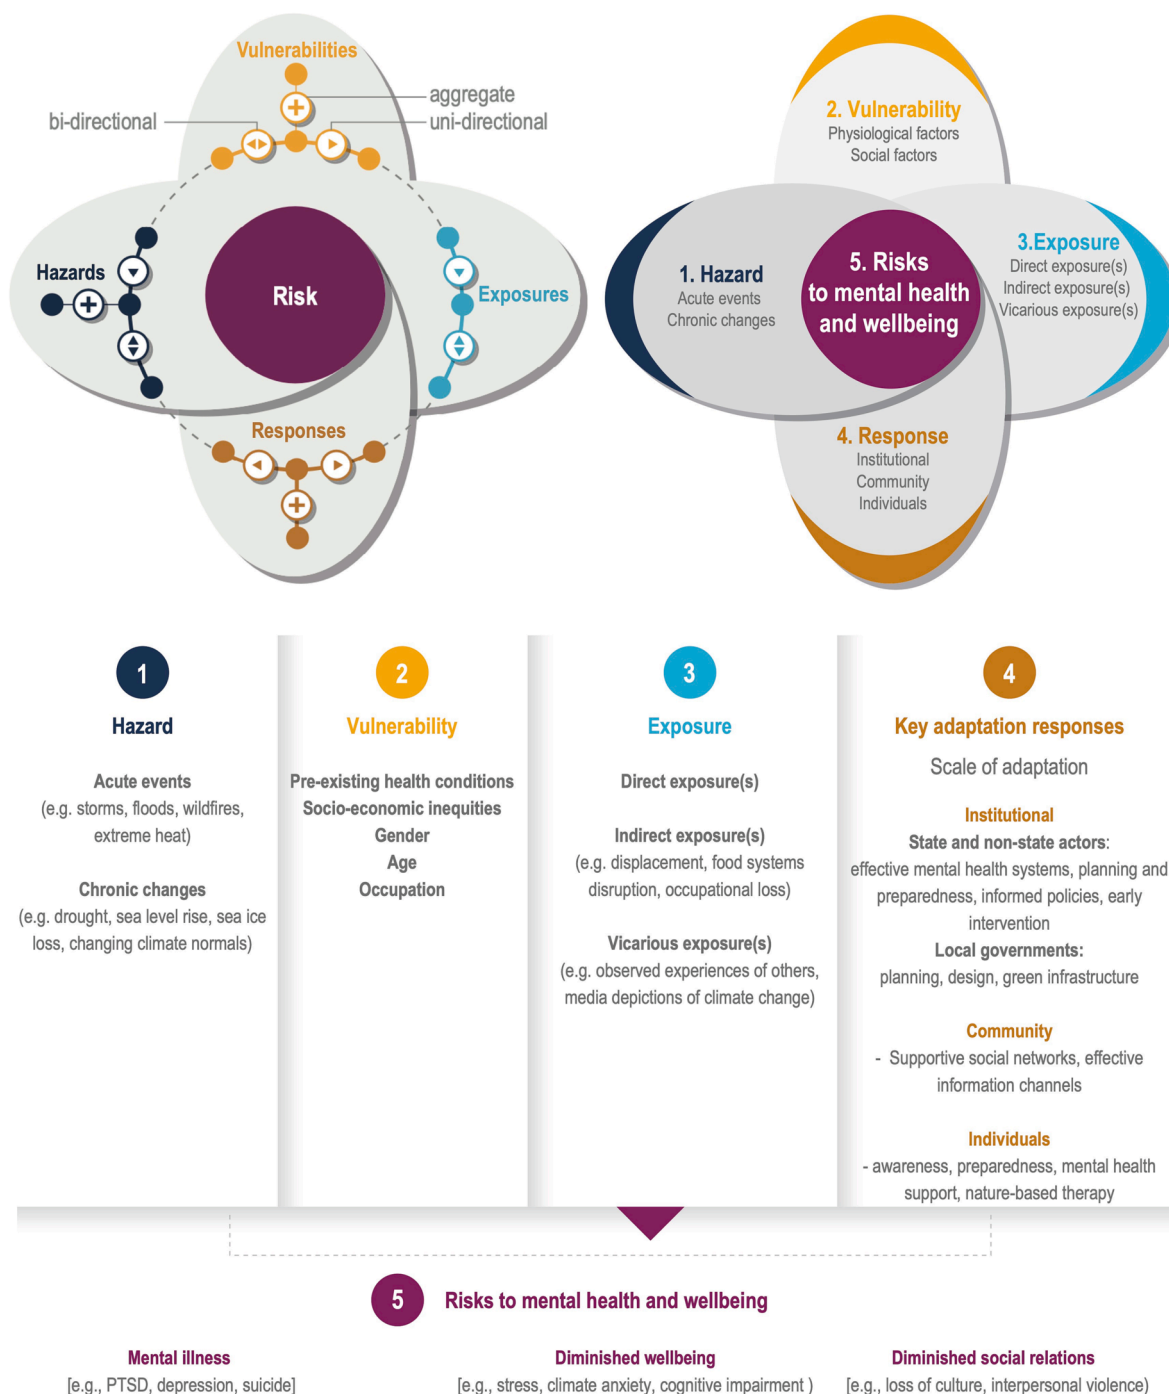 Vulnerabilities
aggregate
bi-directional
uni-directional
Hazards
Risk
Exposures
Responses
2. Vulnerability
Physiological factors
Social factors
1. Hazard
Acute events
Chronic changes
5. Risks
to mental health
and wellbeing
3.Exposure
Direct exposure(s)
Indirect exposure(s)
Vicarious exposure(s)
4. Response
Institutional
Community
Individuals
1
Hazard
Acute events
(e.g. storms, floods, wildfires,
extreme heat)
Chronic changes
(e.g. drought, sea level rise, sea ice
loss, changing climate normals)
2
Vulnerability
Pre-existing health conditions
Socio-economic inequities
Gender
Age
Occupation
3
Exposure
Direct exposure(s)
Indirect exposure(s)
(e.g. displacement, food systems
disruption, occupational loss)
Vicarious exposure(s)
(e.g. observed experiences of others,
media depictions of climate change)
4
Key adaptation responses
Scale of adaptation
Institutional
State and non-state actors:
effective mental health systems, planning and
preparedness, informed policies, early
intervention
Local governments:
planning, design, green infrastructure
Community
- Supportive social networks, effective
information channels
Individuals
- awareness, preparedness, mental health
support, nature-based therapy
5
Risks to mental health and wellbeing
Mental illness
[e.g., PTSD, depression, suicide]
Diminished wellbeing
[e.g., stress, climate anxiety, cognitive impairment )
Diminished social relations
[e.g., loss of culture, interpersonal violence)